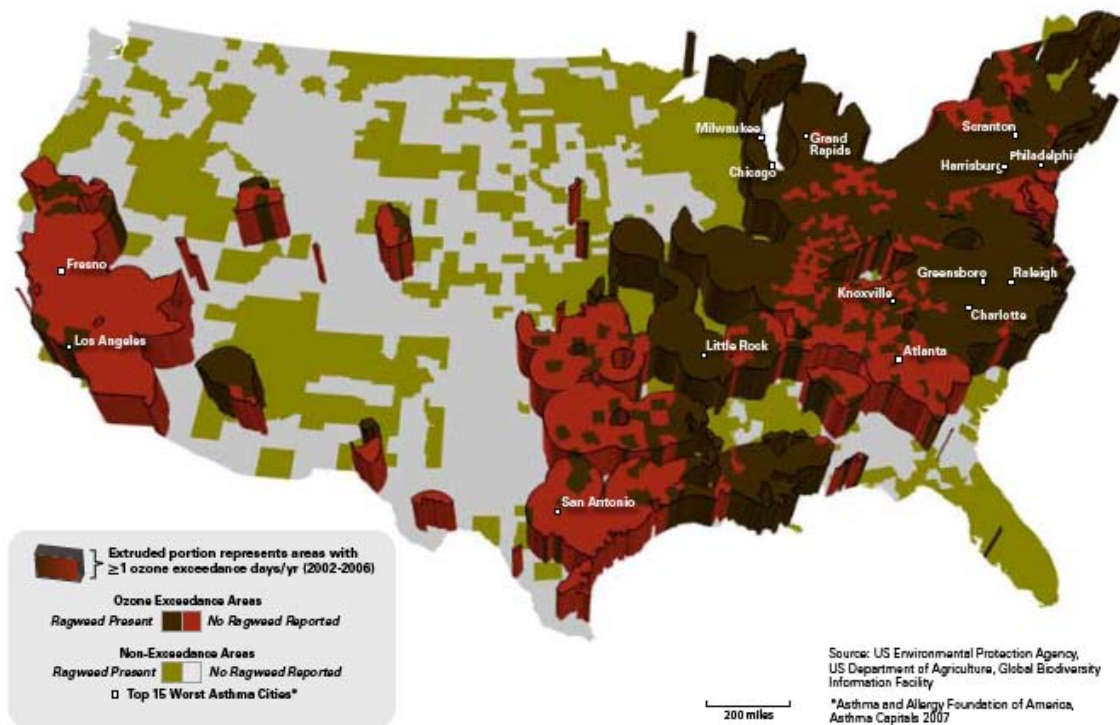 Milwaukee
Grand
Rapids
Chicago
Scranton
Harrisburg
Philadelphia
Fresno
Los Angeles
Greensboro
Raleigh
Knoxville
Charlotte
Little Rock
Atlanta
San Antonio
Extruded portion represents areas with
≥1 ozone exceedance days/yr (2002-2006)
Ozone Exceedance Areas
Ragweed Present No Ragweed Reported
Non-Exceedance Areas
Ragweed Present No Ragweed Reported
Top 15 Worst Asthma Cities*
200 miles
Source: US Environmental Protection Agency,
US Department of Agriculture, Global Biodiversity
Information Facility
*Asthma and Allergy Foundation of America,
Asthma Capitals 2007